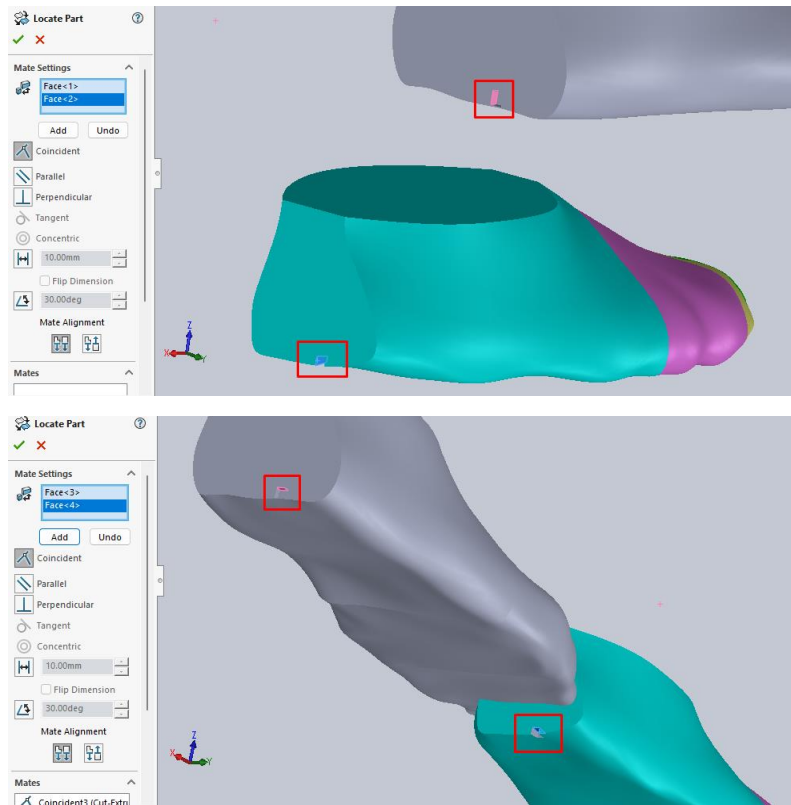 Locate Part
Mate Settings
Face<1>
Face<2>
Add Undo
Coincident
Parallel
Perpendicular
Tangent
Concentric
10.00mm
Flip Dimension
30.00deg
Mate Alignment
Mates
Z
X Y
Locate Part
Mate Settings
Face<3>
Face<4>
Add Undo
Coincident
Parallel
Perpendicular
Tangent
Concentric
10.00mm
Flip Dimension
30.00deg
Mate Alignment
Mates
Coincident3 (Cut-Extru
Z
X Y